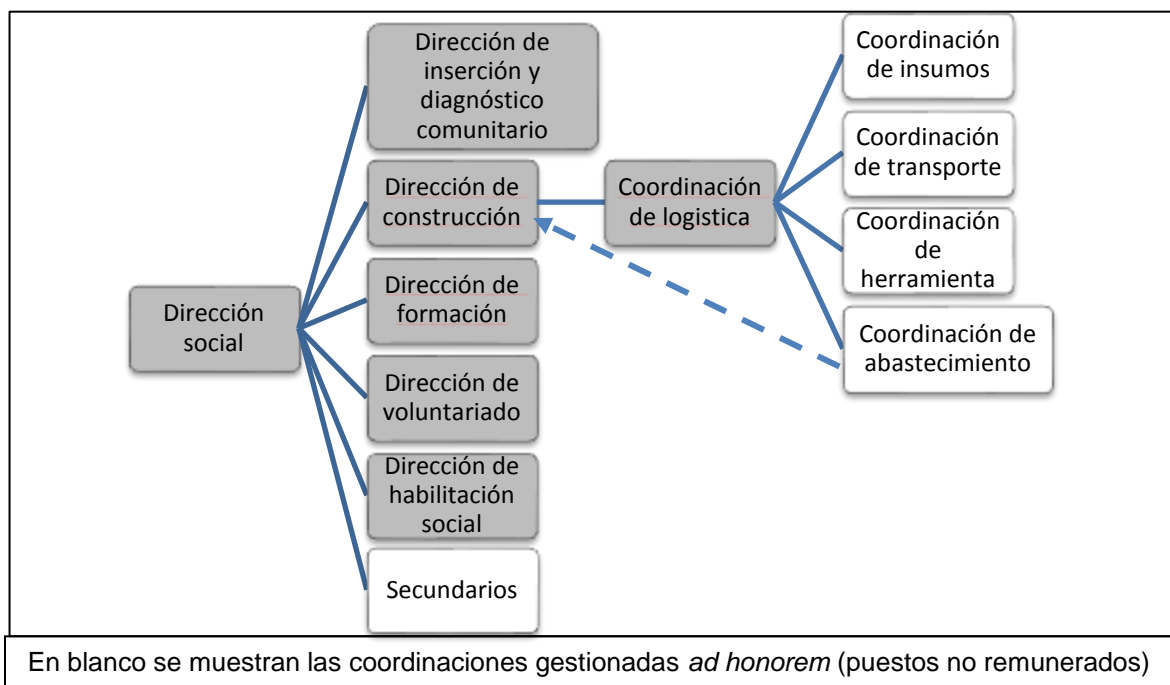 Dirección de
inserción y
diagnóstico
comunitario
Dirección de
construcción
Dirección de
formación
Dirección
social
Dirección de
voluntariado
Dirección de
habilitación
social
Secundarios
Coordinación
de logistica
Coordinación
de insumos
Coordinación
de transporte
Coordinación
de
herramienta
Coordinación de
abastecimiento
En blanco se muestran las coordinaciones gestionadas ad honorem (puestos no remunerados)